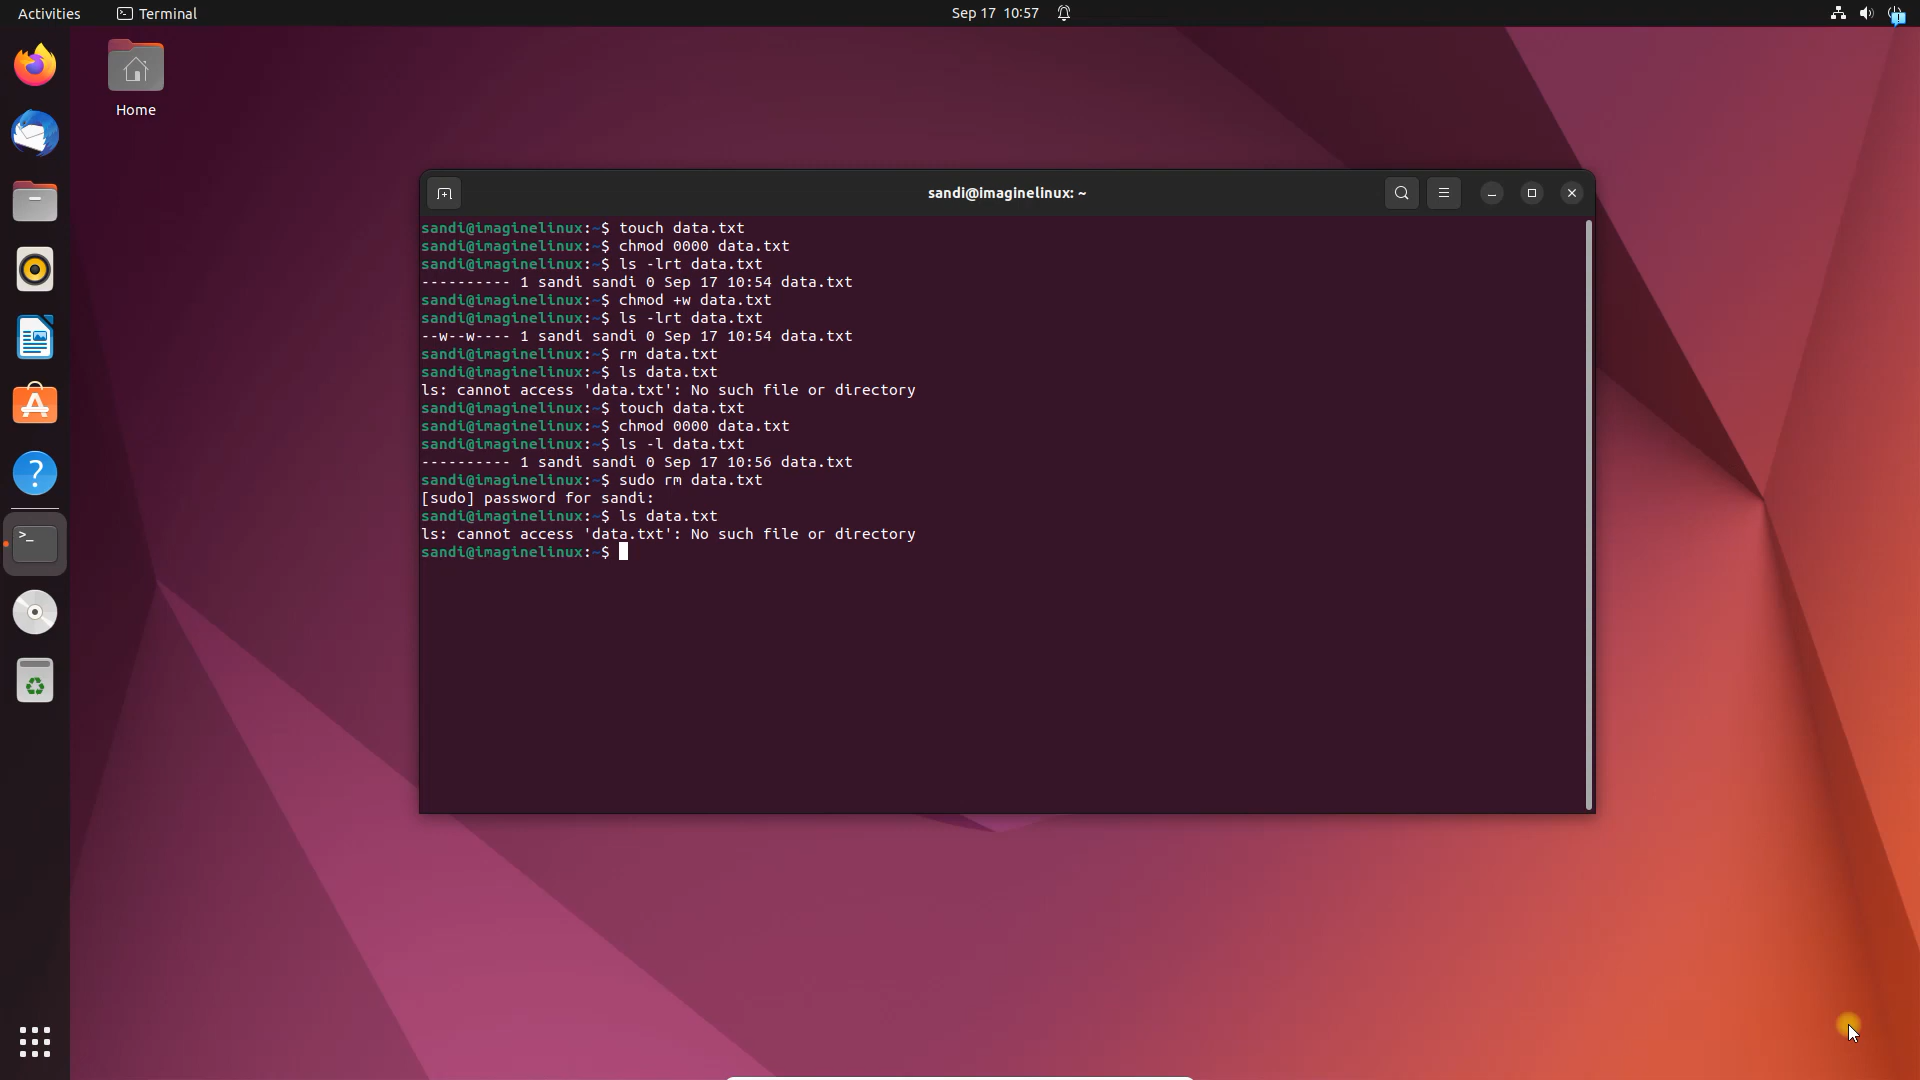 Activities
Terminal
Sep 17 10:57
Home
sandi@imaginelinux: ~
sandi@imaginelinux:~$ touch data.txt
sandi@imaginelinux:~$ chmod 0000 data.txt
sandi@imaginelinux:~$ ls -lrt data.txt
---------- 1 sandi sandi 0 Sep 17 10:54 data.txt
sandi@imaginelinux:~$ chmod +w data.txt
sandi@imaginelinux:~$ ls -lrt data.txt
--w--w---- 1 sandi sandi 0 Sep 17 10:54 data.txt
sandi@imaginelinux:~$ rm data.txt
sandi@imaginelinux:~$ ls data.txt
ls: cannot access 'data.txt': No such file or directory
sandi@imaginelinux:~$ touch data.txt
sandi@imaginelinux:~$ chmod 0000 data.txt
sandi@imaginelinux:~$ ls -l data.txt
---------- 1 sandi sandi 0 Sep 17 10:56 data.txt
sandi@imaginelinux:~$ sudo rm data.txt
[sudo] password for sandi:
sandi@imaginelinux:~$ ls data.txt
ls: cannot access 'data.txt': No such file or directory
sandi@imaginelinux:~$